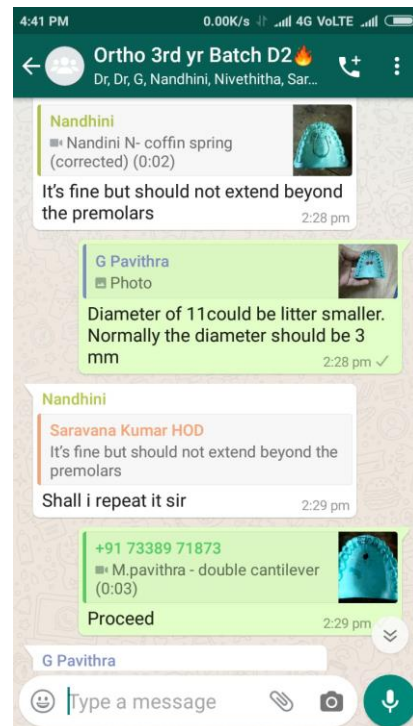 4:41 PM
0.00K/s 4G VoLTE
Ortho 3rd yr Batch D2🔥
Dr, Dr, G, Nandhini, Nivethitha, Sar...
Nandhini
Nandini N- coffin spring
(corrected) (0:02)
It's fine but should not extend beyond
the premolars
2:28 pm
G Pavithra
Photo
Diameter of 11could be litter smaller.
Normally the diameter should be 3
mm
2:28 pm
Nandhini
Saravana Kumar HOD
It's fine but should not extend beyond the
premolars
Shall i repeat it sir
2:29 pm
+91 73389 71873
M.pavithra - double cantilever
(0:03)
Proceed
2:29 pm
G Pavithra
Type a message